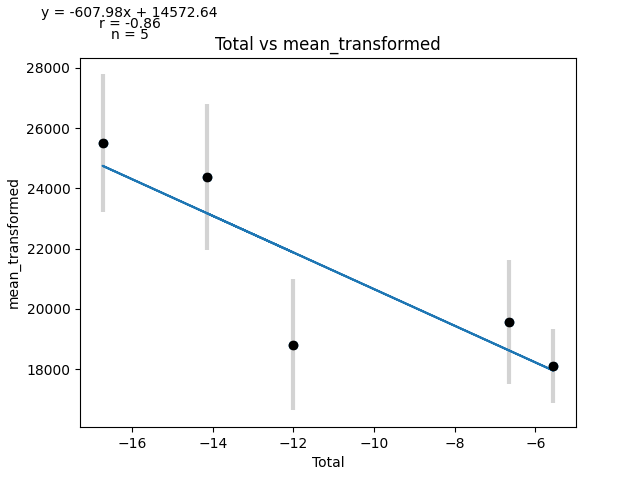 y = -607.98x + 14572.64
r = -0.86
n = 5
Total vs mean_transformed
28000
26000
24000
22000
20000
18000
mean_transformed
−16 −14 −12 −10 −8 −6
Total